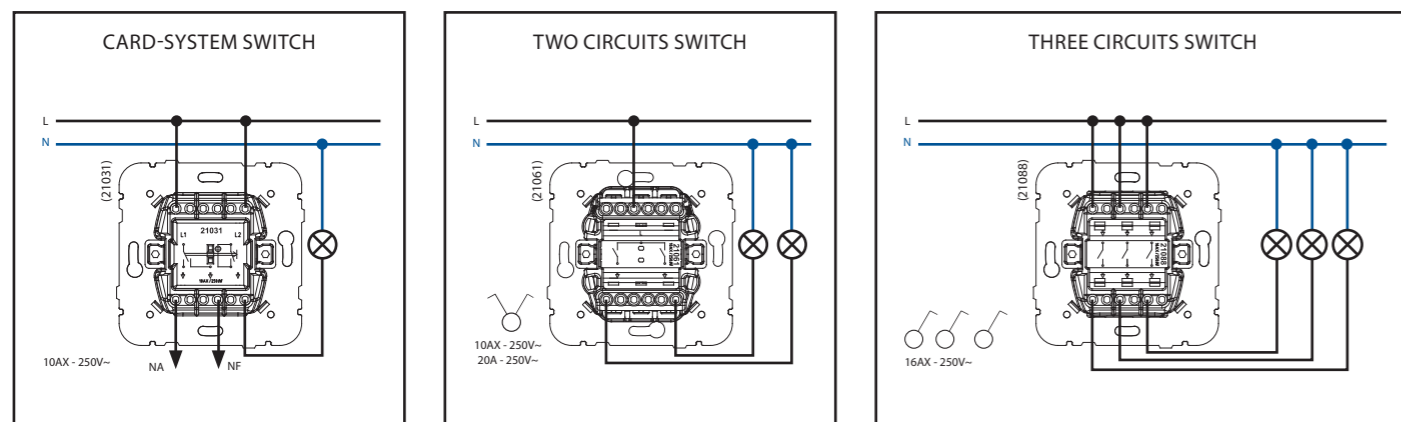 CARD-SYSTEM SWITCH
L
N
(21031)
21031
L1
L2
10AX - 250V~
NA
NF
TWO CIRCUITS SWITCH
L
N
(21061)
L
21061
10AX - 250V~
20A - 250V~
THREE CIRCUITS SWITCH
L
N
(21088)
21088
16AX - 250V~